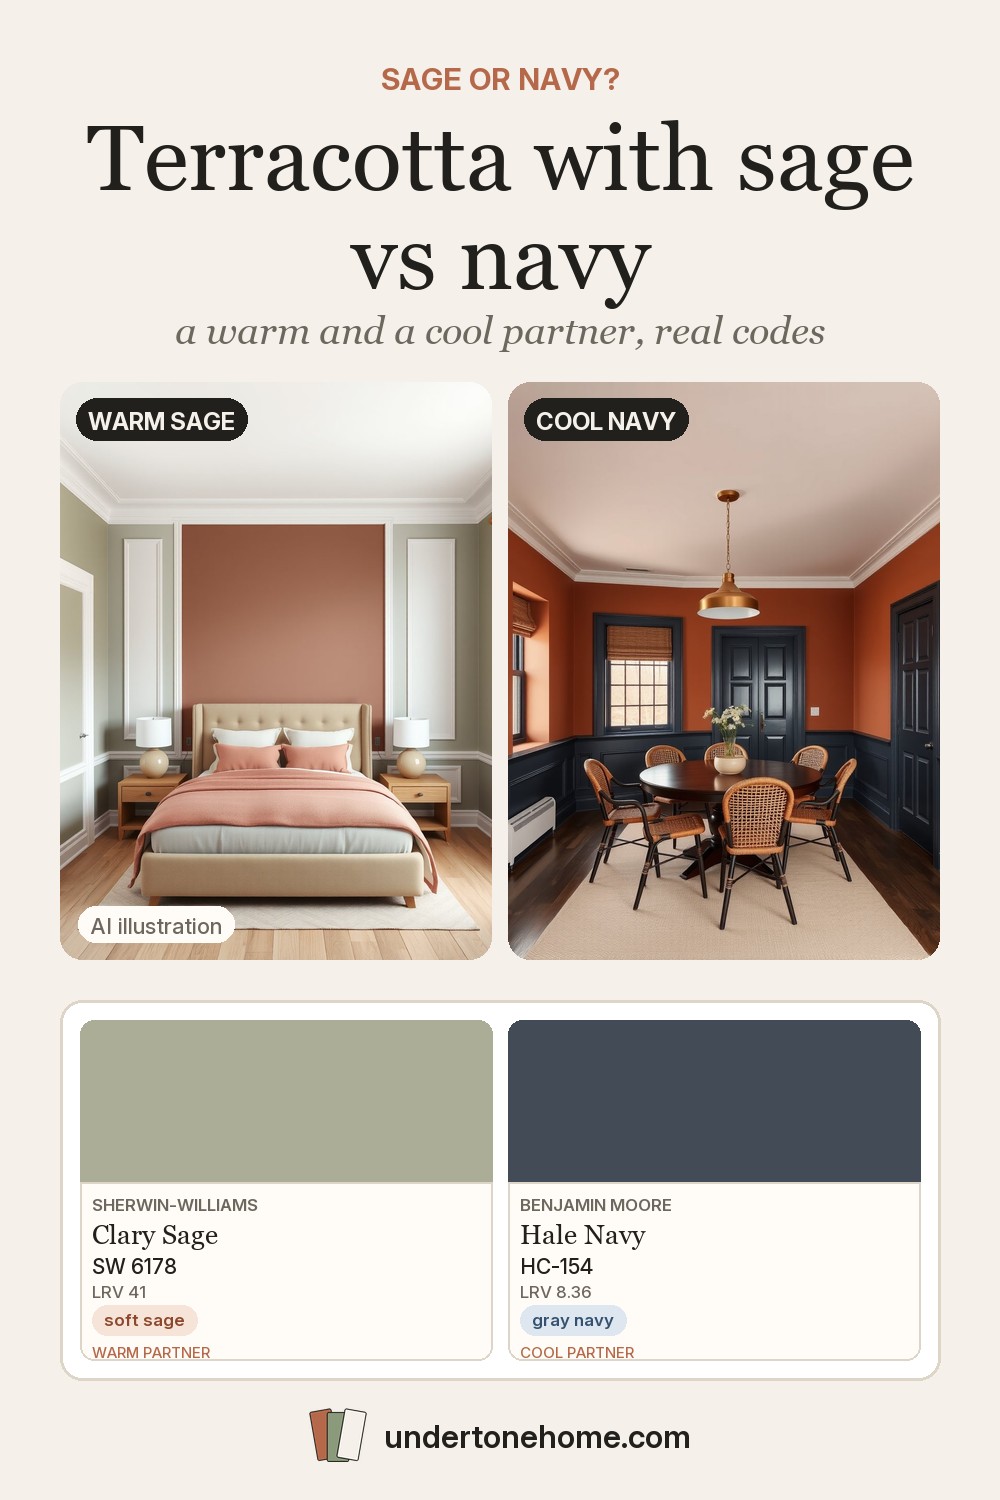 SAGE OR NAVY?
Terracotta with sage
vs navy
a warm and a cool partner, real codes
WARM SAGE
COOL NAVY
AI illustration
SHERWIN-WILLIAMS
Clary Sage
SW 6178
LRV 41
soft sage
WARM PARTNER
BENJAMIN MOORE
Hale Navy
HC-154
LRV 8.36
gray navy
COOL PARTNER
undertonehome.com